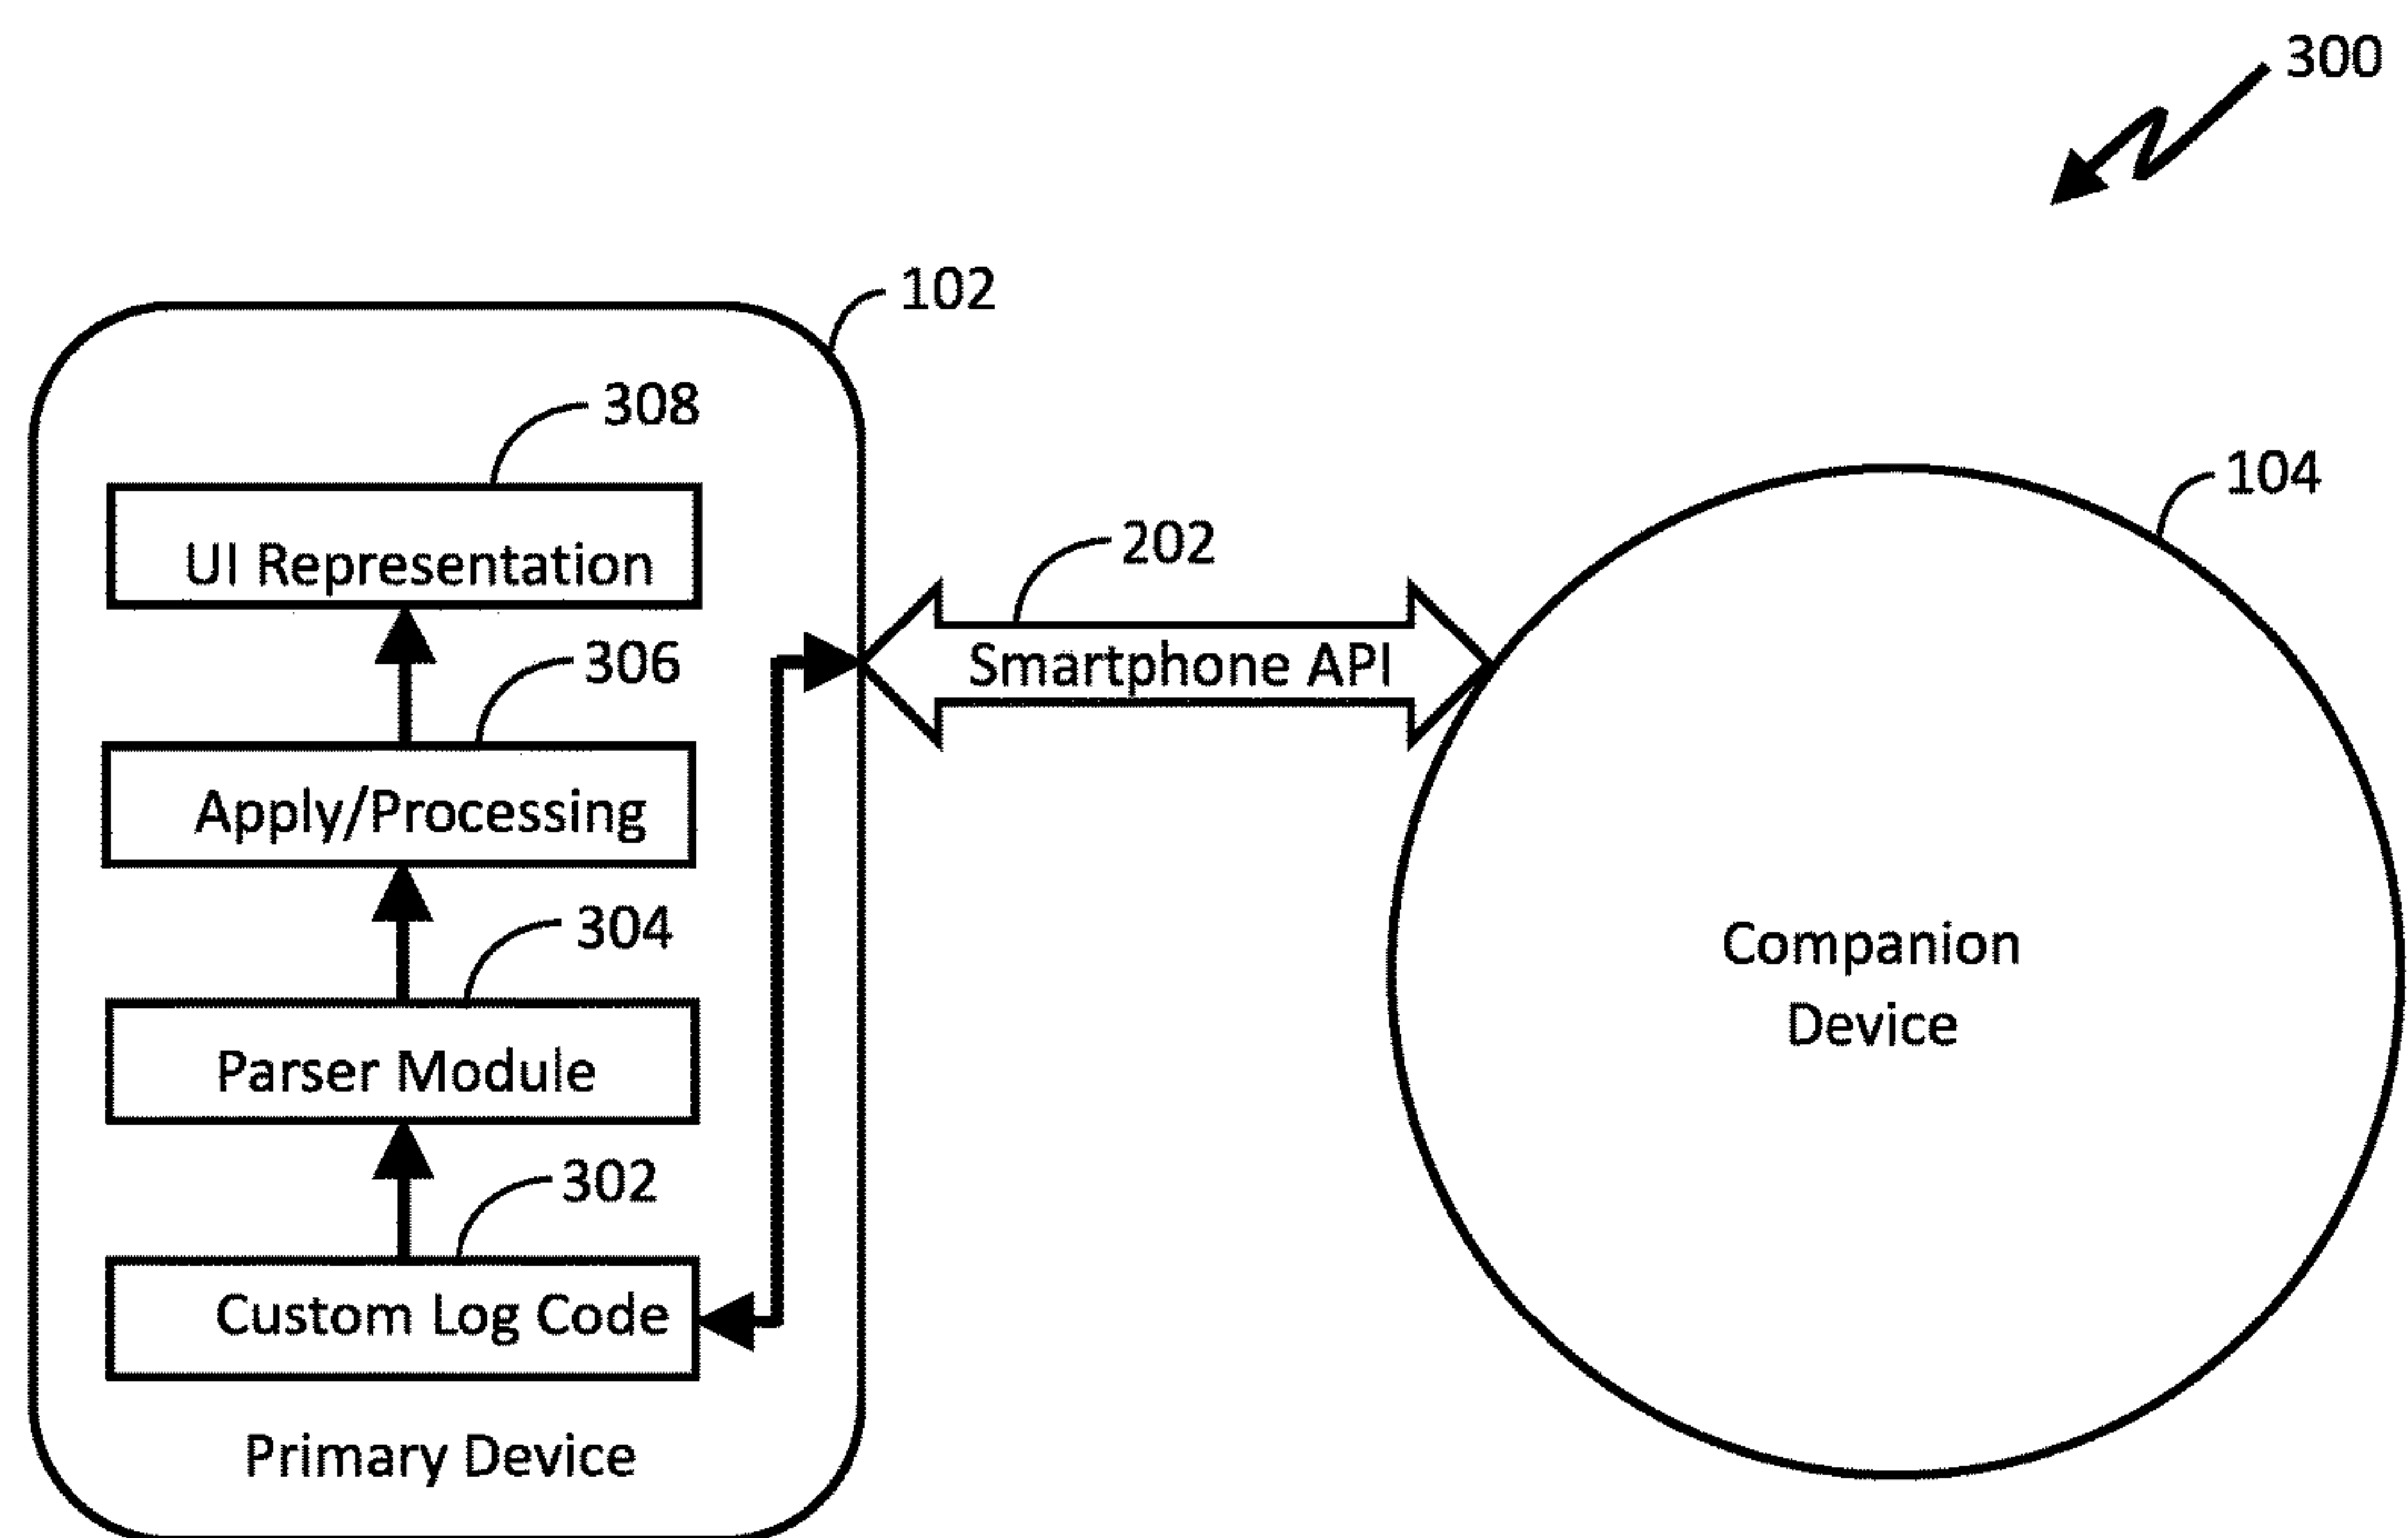 300
102
308
104
UI Representation
202
306
Smartphone API
Apply/Processing
304
Companion
Device
Parser Module
302
Custom Log Code
Primary Device